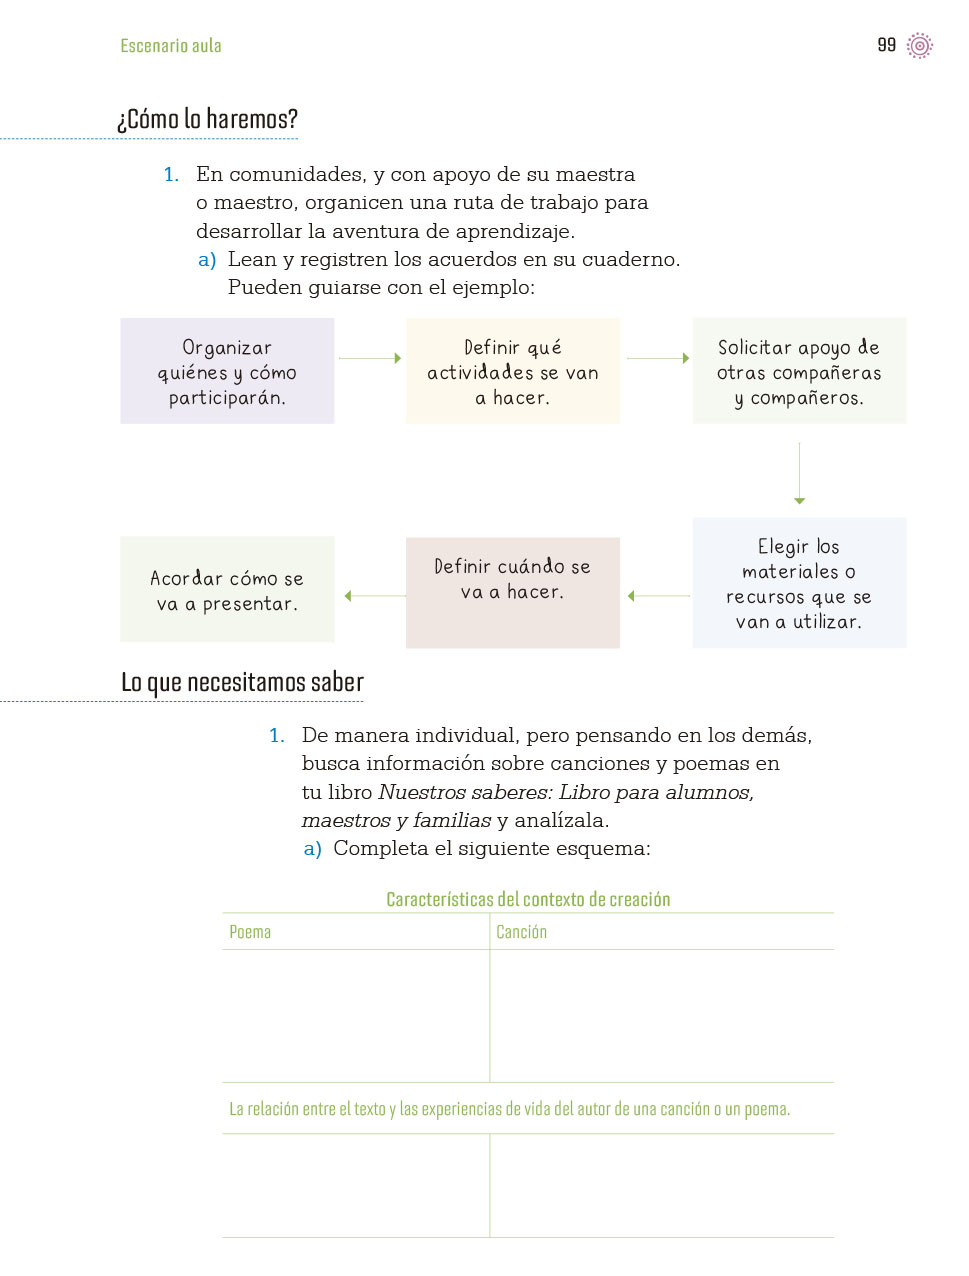 Escenario aula
99
¿Cómo lo haremos?
1. En comunidades, y con apoyo de su maestra
o maestro, organicen una ruta de trabajo para
desarrollar la aventura de aprendizaje.
a) Lean y registren los acuerdos en su cuaderno.
Pueden guiarse con el ejemplo:
Organizar
quiénes y cómo
participarán.
Definir qué
actividades se van
a hacer.
Solicitar apoyo de
otras compañeras
y compañeros.
Elegir los
materiales o
recursos que se
van a utilizar.
Definir cuándo se
va a hacer.
Acordar cómo se
va a presentar.
Lo que necesitamos saber
1. De manera individual, pero pensando en los demás,
busca información sobre canciones y poemas en
tu libro Nuestros saberes: Libro para alumnos,
maestros y familias y analízala.
a) Completa el siguiente esquema:
Características del contexto de creación
Poema
Canción
La relación entre el texto y las experiencias de vida del autor de una canción o un poema.